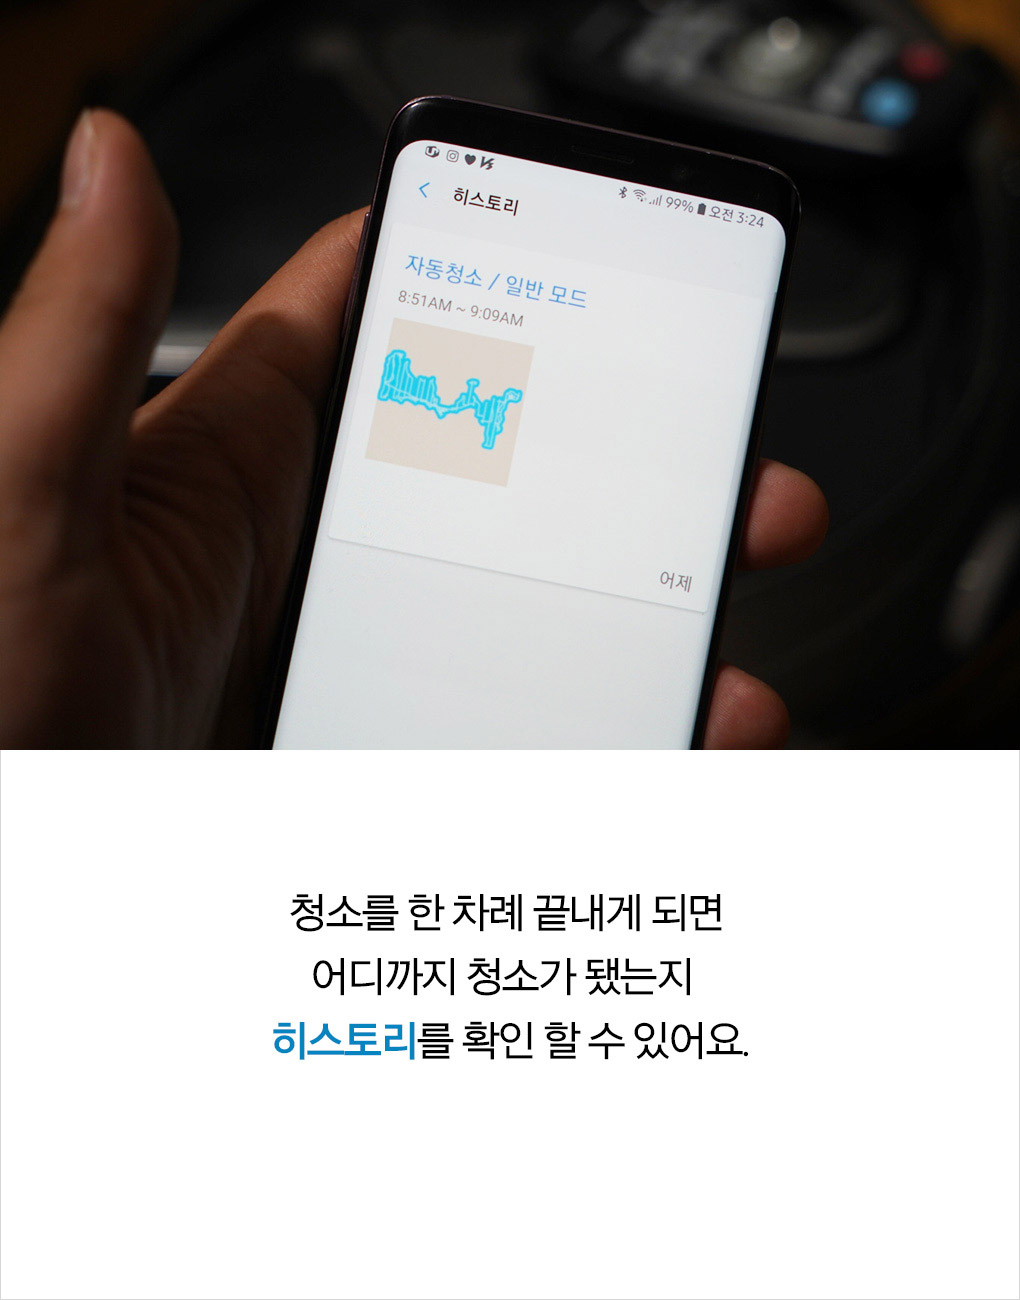 히스토리
99% 오전 3:24
자동청소 / 일반 모드
8:51AM ~ 9:09AM
어제
청소를 한 차례 끝내게 되면
어디까지 청소가 됐는지
히스토리를 확인 할 수 있어요.